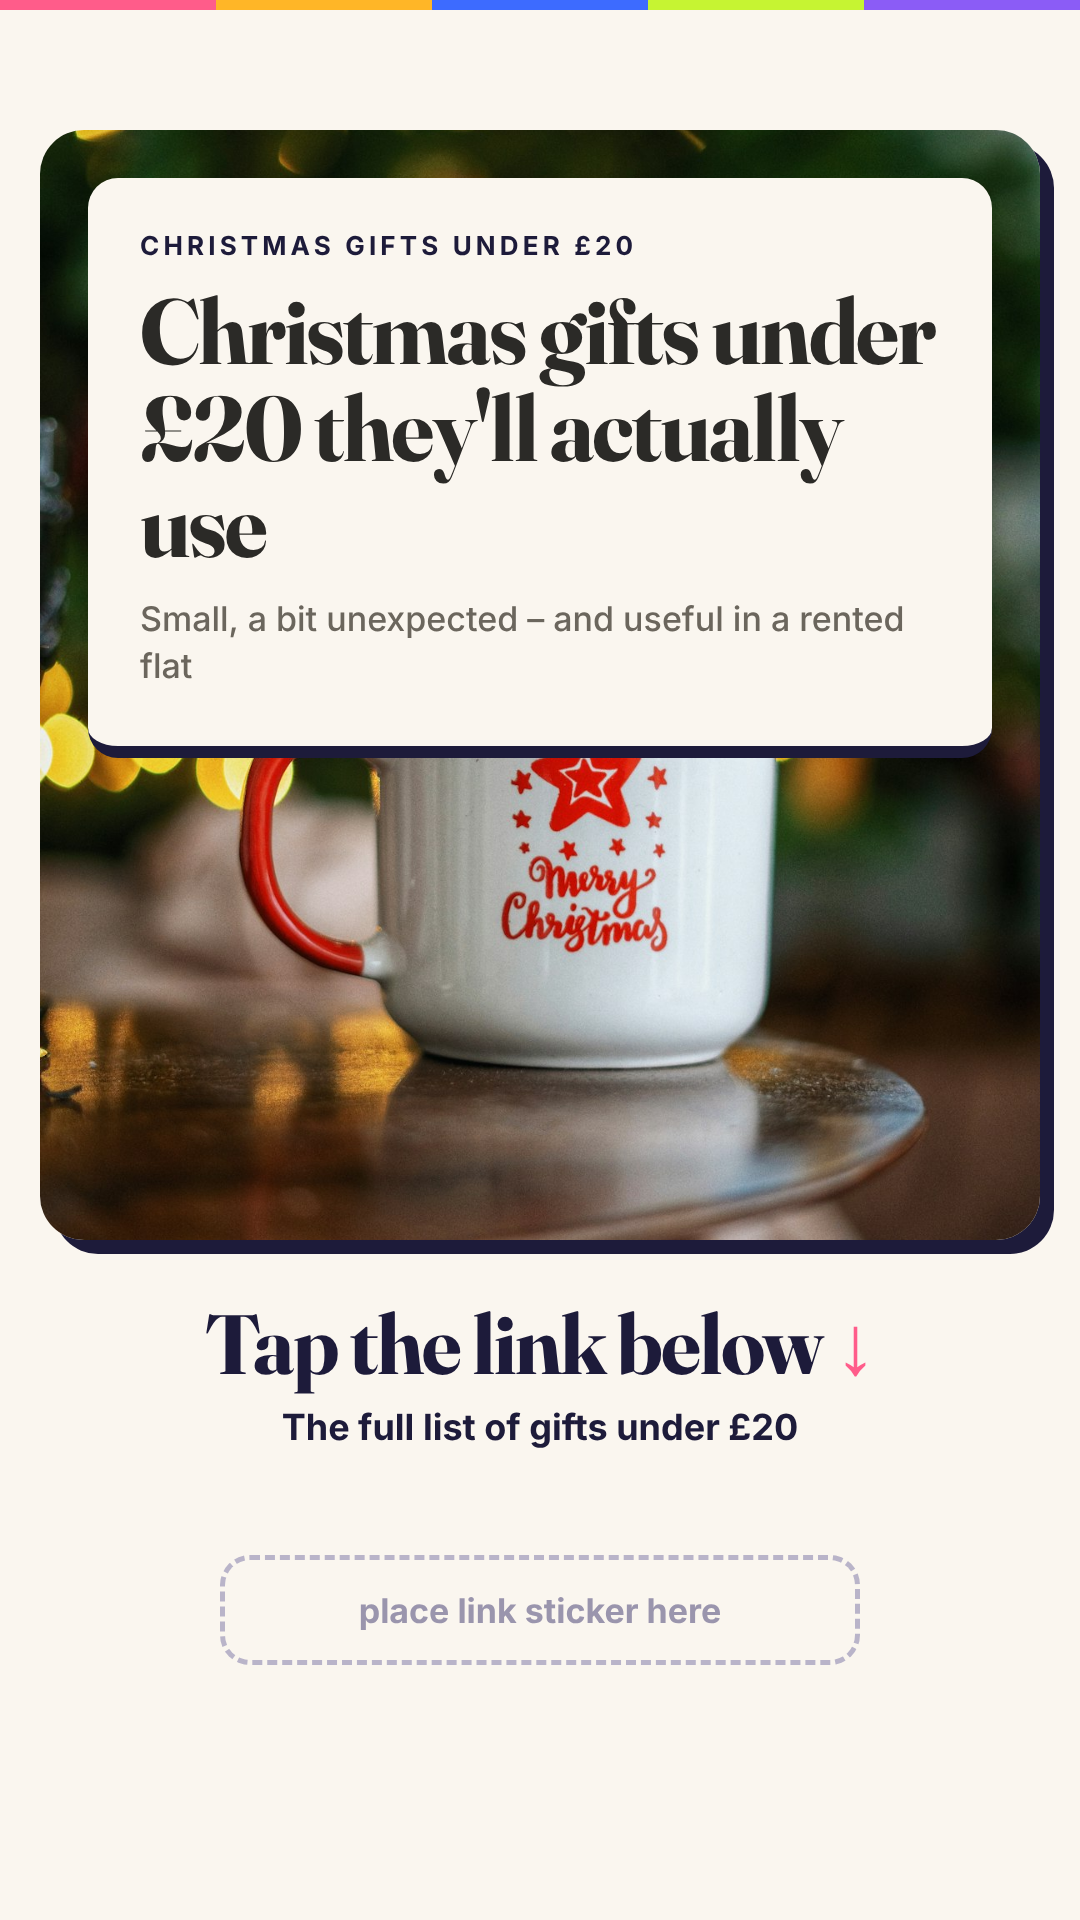 CHRISTMAS GIFTS UNDER £20
Christmas gifts under
£20 they'll actually
use
Small, a bit unexpected – and useful in a rented
flat
Merry
Christmas
Tap the link below ↓
The full list of gifts under £20
place link sticker here